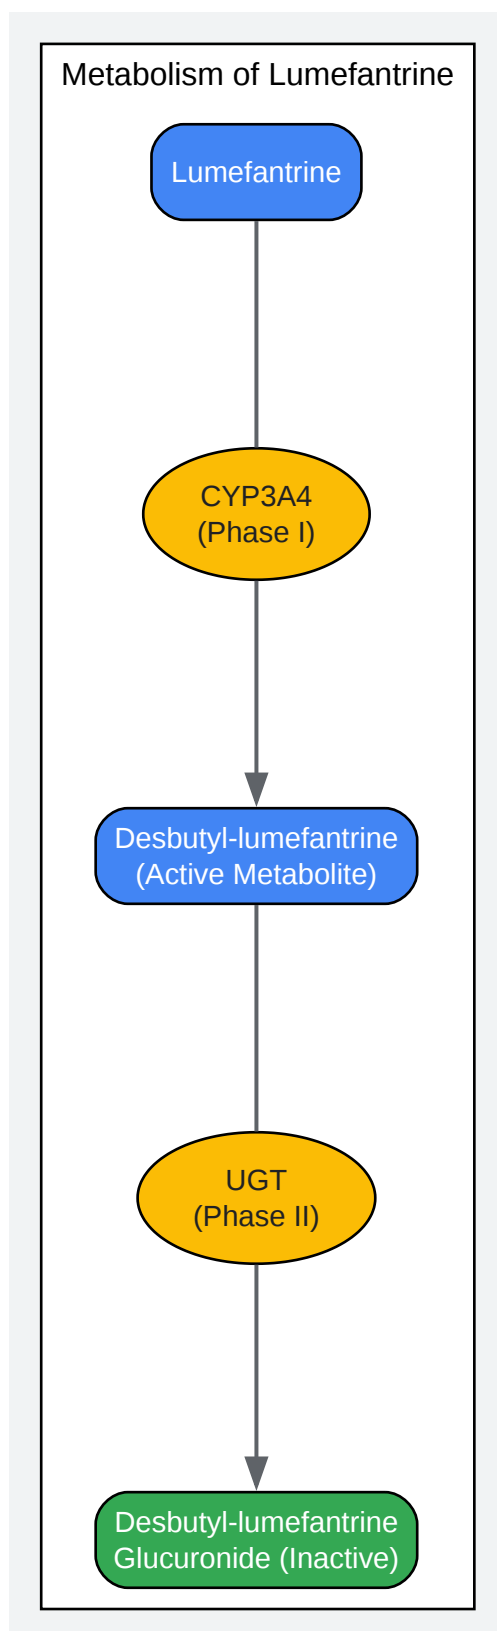 Metabolism of Lumefantrine
Lumefantrine
CYP3A4
(Phase I)
Desbutyl-lumefantrine
(Active Metabolite)
UGT
(Phase II)
Desbutyl-lumefantrine
Glucuronide (Inactive)